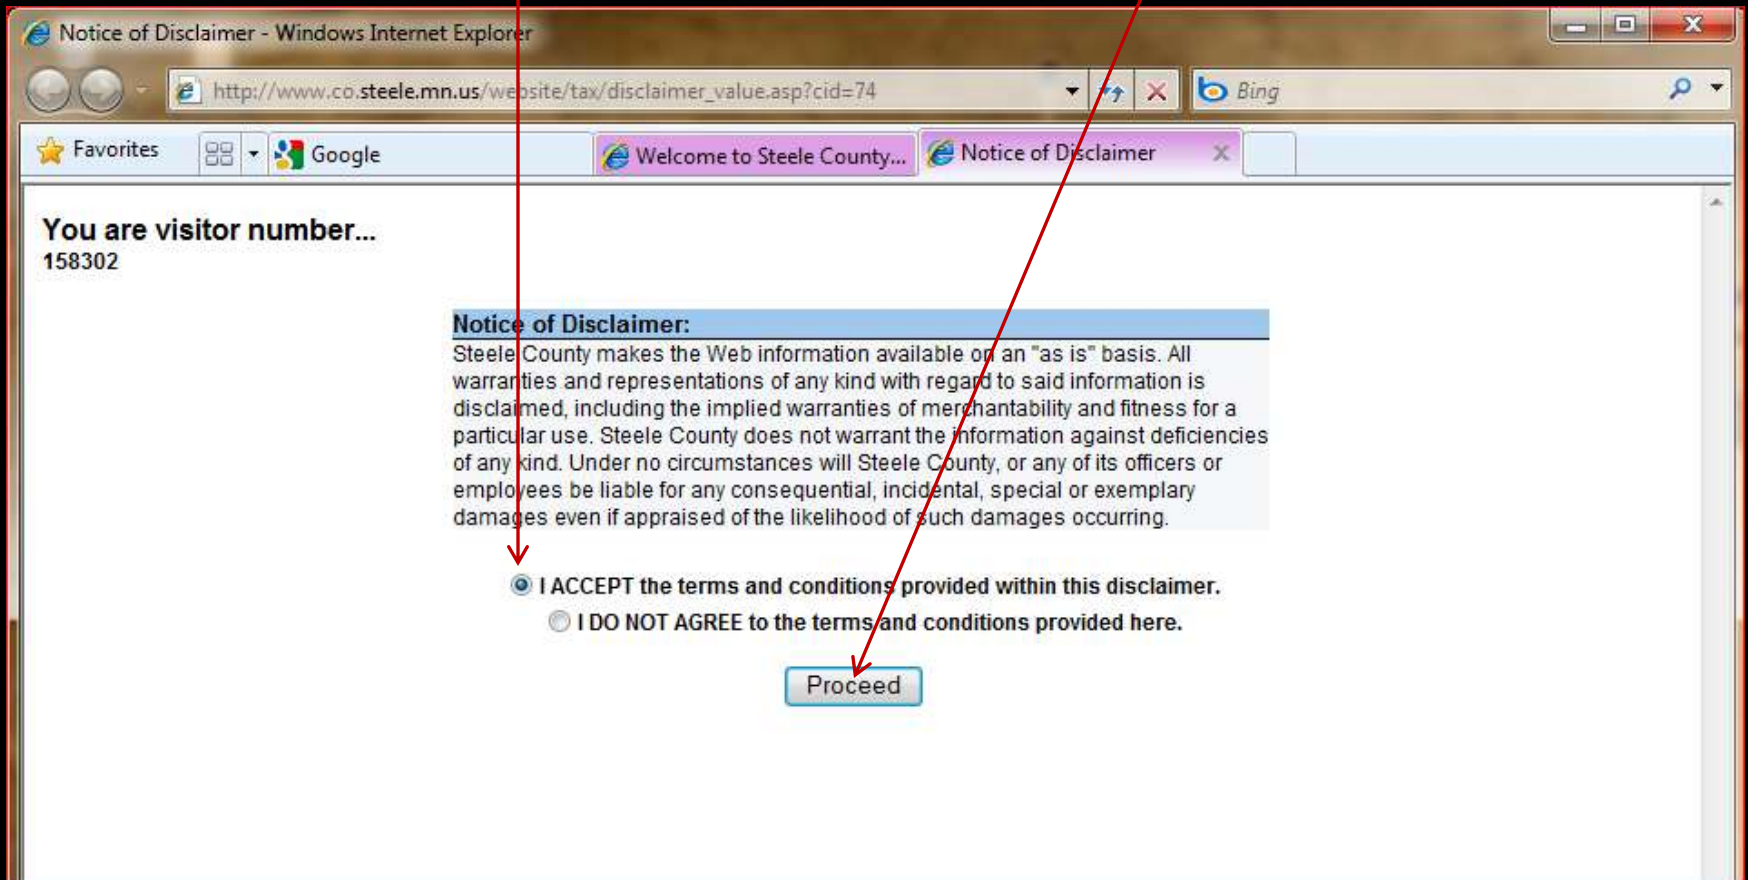 Notice of Disclaimer - Windows Internet Explorer
http://www.co.steele.mn.us/website/tax/disclaimer_value.asp?cid=74
Bing
Favorites
Google
Welcome to Steele County...
Notice of Disclaimer
You are visitor number...
158302
Notice of Disclaimer:
Steele County makes the Web information available on an "as is" basis. All
warranties and representations of any kind with regard to said information is
disclaimed, including the implied warranties of merchantability and fitness for a
particular use. Steele County does not warrant the information against deficiencies
of any kind. Under no circumstances will Steele County, or any of its officers or
employees be liable for any consequential, incidental, special or exemplary
damages even if appraised of the likelihood of such damages occurring.
I ACCEPT the terms and conditions provided within this disclaimer.
I DO NOT AGREE to the terms and conditions provided here.
Proceed